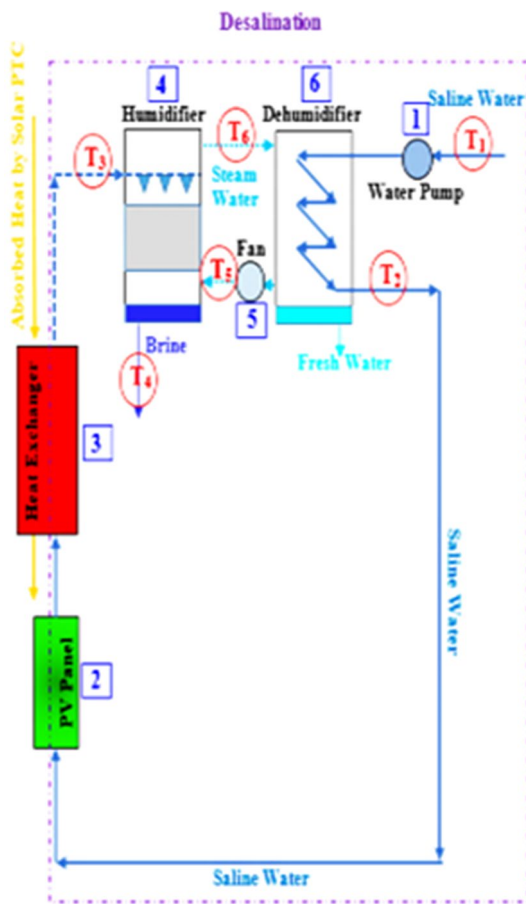 Desalination
4
6
Humidifier
Dehumidifier
Saline Water
1
T1
T6
T3
Steam
Water
Water Pump
Fan
T5
T2
5
Brine
Fresh Water
T4
Absorbed Heat by Solar PTC
Heat Exchanger
3
Saline Water
PV Panel
2
Saline Water